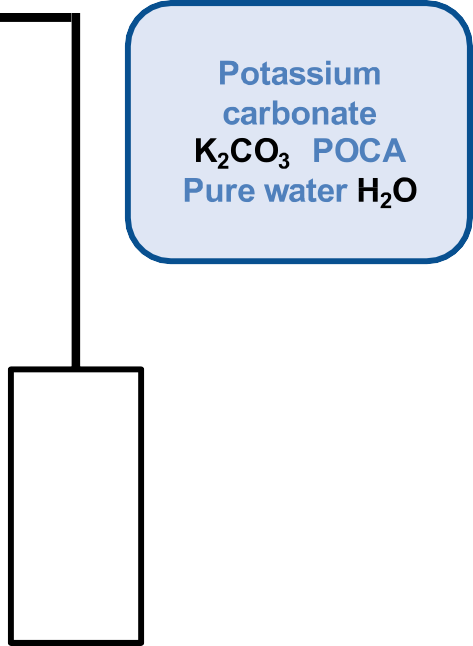 Potassium
carbonate
K₂CO₃ POCA
Pure water H₂O